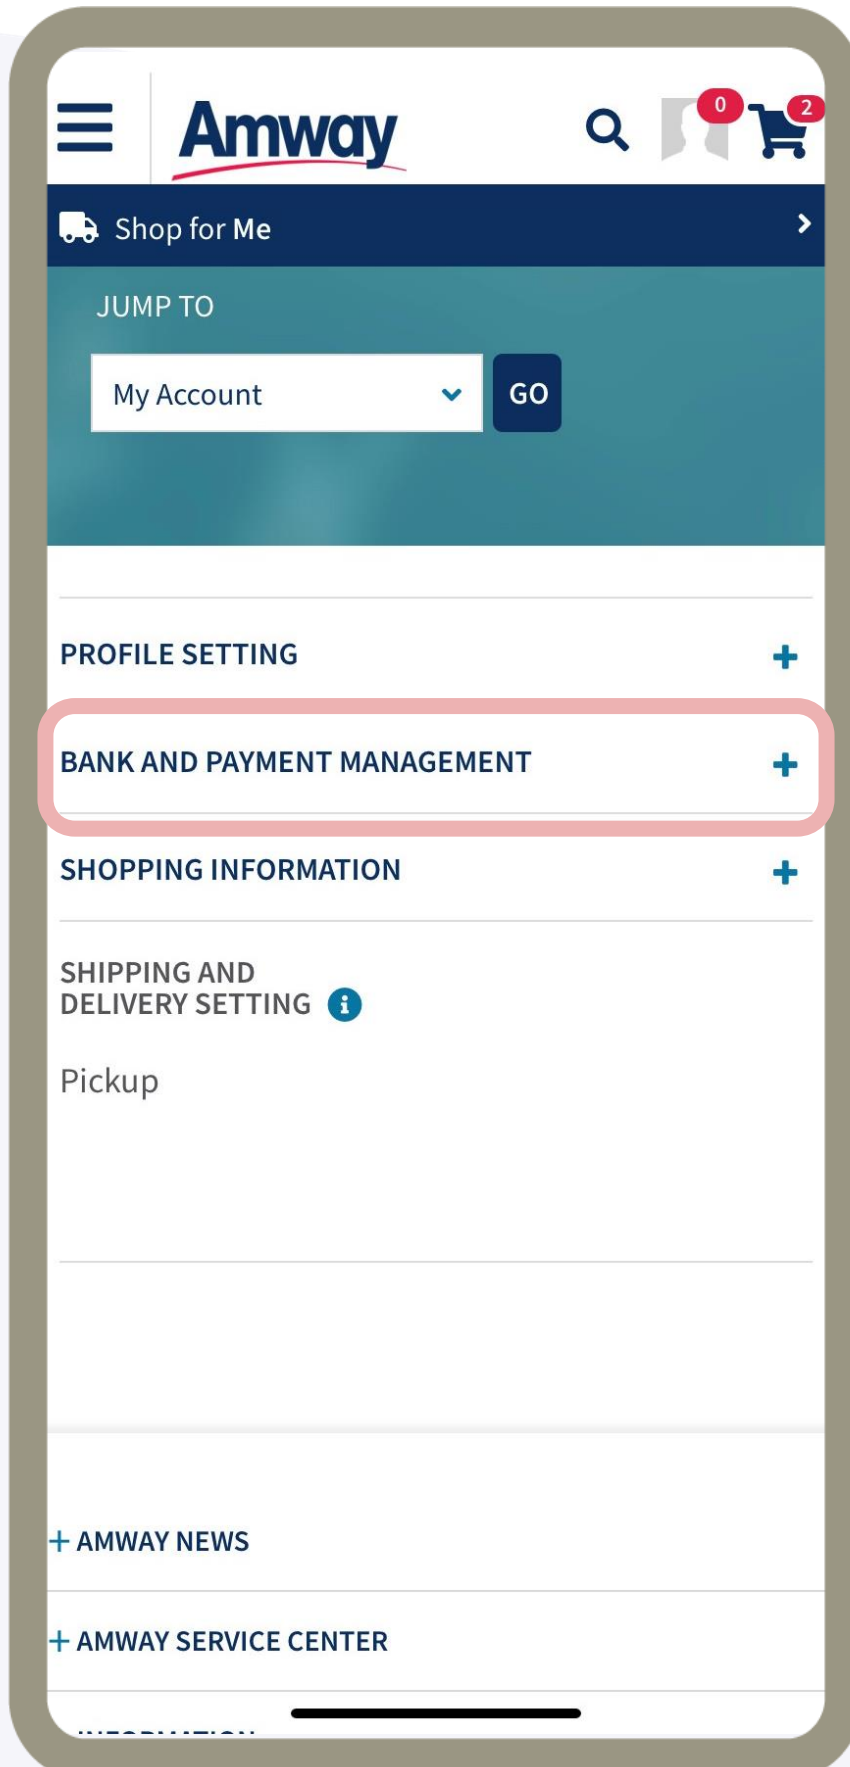 Amway
0
2
Shop for Me
JUMP TO
My Account
GO
PROFILE SETTING
BANK AND PAYMENT MANAGEMENT
SHOPPING INFORMATION
SHIPPING AND
DELIVERY SETTING
Pickup
AMWAY NEWS
AMWAY SERVICE CENTER
INFORMATION